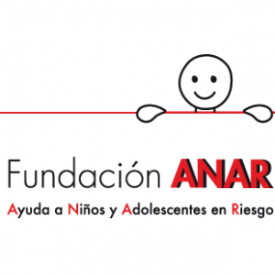 Fundación ANAR
Ayuda a Niños y Adolescentes en Riesgo